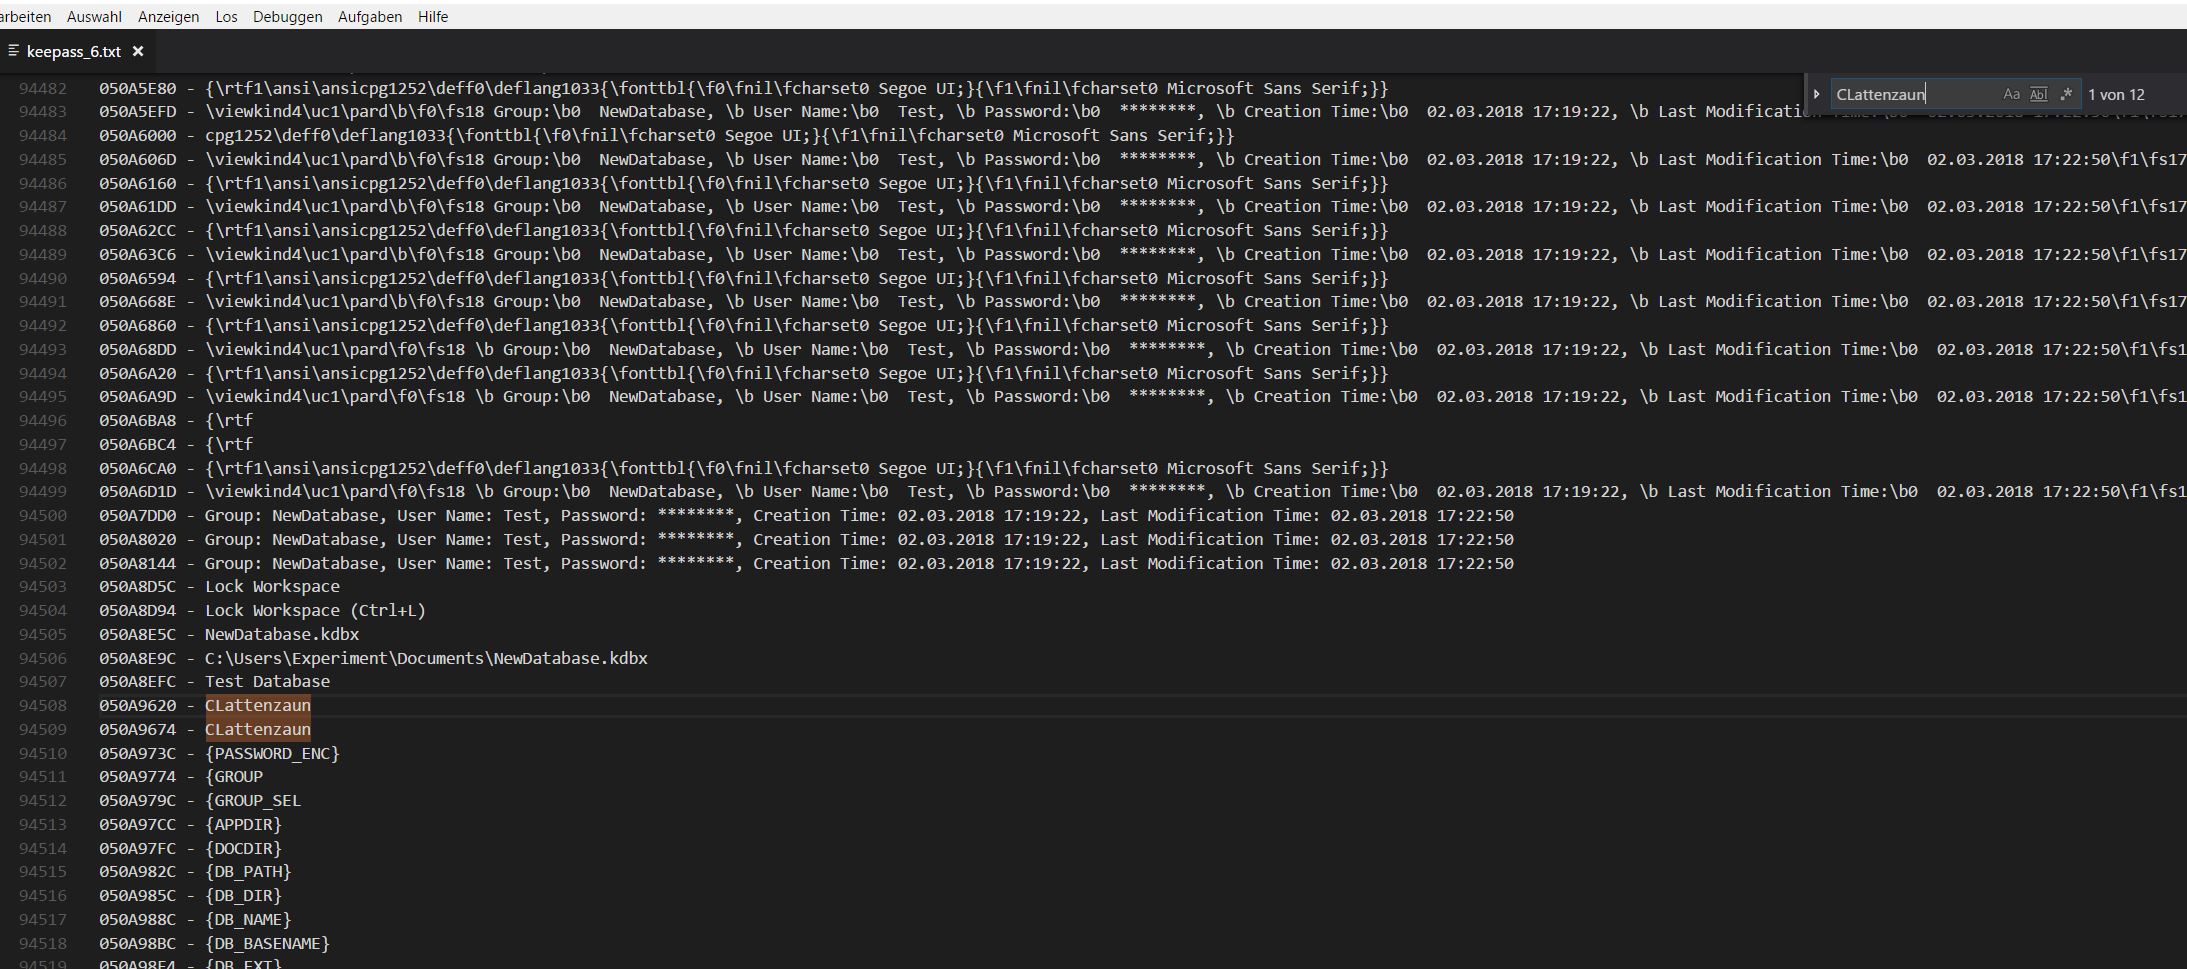 arbeiten Auswahl Anzeigen Los Debuggen Aufgaben Hilfe
keepass_6.txt
CLattenzaun Aa Abl .* 1 von 12
94482 050A5E80 - {\rtf1\ansi\ansicpg1252\deff0\deflang1033{\fonttbl{\f0\fnil\fcharset0 Segoe UI;}{\f1\fnil\fcharset0 Microsoft Sans Serif;}}
94483 050A5EFD - \viewkind4\uc1\pard\b\f0\fs18 Group:\b0  NewDatabase, \b User Name:\b0  Test, \b Password:\b0  ********, \b Creation Time:\b0  02.03.2018 17:19:22, \b Last Modification Time:\b0  02.03.2018 17:22:50\f1\fs17
94484 050A6000 - cpg1252\deff0\deflang1033{\fonttbl{\f0\fnil\fcharset0 Segoe UI;}{\f1\fnil\fcharset0 Microsoft Sans Serif;}}
94485 050A606D - \viewkind4\uc1\pard\b\f0\fs18 Group:\b0  NewDatabase, \b User Name:\b0  Test, \b Password:\b0  ********, \b Creation Time:\b0  02.03.2018 17:19:22, \b Last Modification Time:\b0  02.03.2018 17:22:50\f1\fs17
94486 050A6160 - {\rtf1\ansi\ansicpg1252\deff0\deflang1033{\fonttbl{\f0\fnil\fcharset0 Segoe UI;}{\f1\fnil\fcharset0 Microsoft Sans Serif;}}
94487 050A61DD - \viewkind4\uc1\pard\b\f0\fs18 Group:\b0  NewDatabase, \b User Name:\b0  Test, \b Password:\b0  ********, \b Creation Time:\b0  02.03.2018 17:19:22, \b Last Modification Time:\b0  02.03.2018 17:22:50\f1\fs17
94488 050A62CC - {\rtf1\ansi\ansicpg1252\deff0\deflang1033{\fonttbl{\f0\fnil\fcharset0 Segoe UI;}{\f1\fnil\fcharset0 Microsoft Sans Serif;}}
94489 050A63C6 - \viewkind4\uc1\pard\b\f0\fs18 Group:\b0  NewDatabase, \b User Name:\b0  Test, \b Password:\b0  ********, \b Creation Time:\b0  02.03.2018 17:19:22, \b Last Modification Time:\b0  02.03.2018 17:22:50\f1\fs17
94490 050A6594 - {\rtf1\ansi\ansicpg1252\deff0\deflang1033{\fonttbl{\f0\fnil\fcharset0 Segoe UI;}{\f1\fnil\fcharset0 Microsoft Sans Serif;}}
94491 050A668E - \viewkind4\uc1\pard\b\f0\fs18 Group:\b0  NewDatabase, \b User Name:\b0  Test, \b Password:\b0  ********, \b Creation Time:\b0  02.03.2018 17:19:22, \b Last Modification Time:\b0  02.03.2018 17:22:50\f1\fs17
94492 050A6860 - {\rtf1\ansi\ansicpg1252\deff0\deflang1033{\fonttbl{\f0\fnil\fcharset0 Segoe UI;}{\f1\fnil\fcharset0 Microsoft Sans Serif;}}
94493 050A68DD - \viewkind4\uc1\pard\f0\fs18 \b Group:\b0  NewDatabase, \b User Name:\b0  Test, \b Password:\b0  ********, \b Creation Time:\b0  02.03.2018 17:19:22, \b Last Modification Time:\b0  02.03.2018 17:22:50\f1\fs1
94494 050A6A20 - {\rtf1\ansi\ansicpg1252\deff0\deflang1033{\fonttbl{\f0\fnil\fcharset0 Segoe UI;}{\f1\fnil\fcharset0 Microsoft Sans Serif;}}
94495 050A6A9D - \viewkind4\uc1\pard\f0\fs18 \b Group:\b0  NewDatabase, \b User Name:\b0  Test, \b Password:\b0  ********, \b Creation Time:\b0  02.03.2018 17:19:22, \b Last Modification Time:\b0  02.03.2018 17:22:50\f1\fs1
94496 050A6BA8 - {\rtf
94497 050A6BC4 - {\rtf
94498 050A6CA0 - {\rtf1\ansi\ansicpg1252\deff0\deflang1033{\fonttbl{\f0\fnil\fcharset0 Segoe UI;}{\f1\fnil\fcharset0 Microsoft Sans Serif;}}
94499 050A6D1D - \viewkind4\uc1\pard\f0\fs18 \b Group:\b0  NewDatabase, \b User Name:\b0  Test, \b Password:\b0  ********, \b Creation Time:\b0  02.03.2018 17:19:22, \b Last Modification Time:\b0  02.03.2018 17:22:50\f1\fs1
94500 050A7DD0 - Group: NewDatabase, User Name: Test, Password: ********, Creation Time: 02.03.2018 17:19:22, Last Modification Time: 02.03.2018 17:22:50
94501 050A8020 - Group: NewDatabase, User Name: Test, Password: ********, Creation Time: 02.03.2018 17:19:22, Last Modification Time: 02.03.2018 17:22:50
94502 050A8144 - Group: NewDatabase, User Name: Test, Password: ********, Creation Time: 02.03.2018 17:19:22, Last Modification Time: 02.03.2018 17:22:50
94503 050A8D5C - Lock Workspace
94504 050A8D94 - Lock Workspace (Ctrl+L)
94505 050A8E5C - NewDatabase.kdbx
94506 050A8E9C - C:\Users\Experiment\Documents\NewDatabase.kdbx
94507 050A8EFC - Test Database
94508 050A9620 - CLattenzaun
94509 050A9674 - CLattenzaun
94510 050A973C - {PASSWORD_ENC}
94511 050A9774 - {GROUP
94512 050A979C - {GROUP_SEL
94513 050A97CC - {APPDIR}
94514 050A97FC - {DOCDIR}
94515 050A982C - {DB_PATH}
94516 050A985C - {DB_DIR}
94517 050A988C - {DB_NAME}
94518 050A98BC - {DB_BASENAME}
94519 050A98F4 - {DB_EXT}